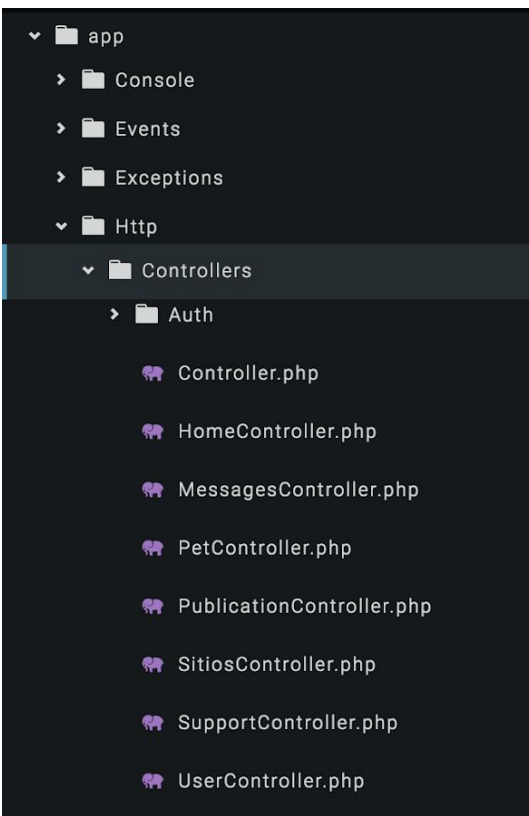 app
Console
Events
Exceptions
Http
Controllers
Auth
Controller.php
HomeController.php
MessagesController.php
PetController.php
PublicationController.php
SitiosController.php
SupportController.php
UserController.php